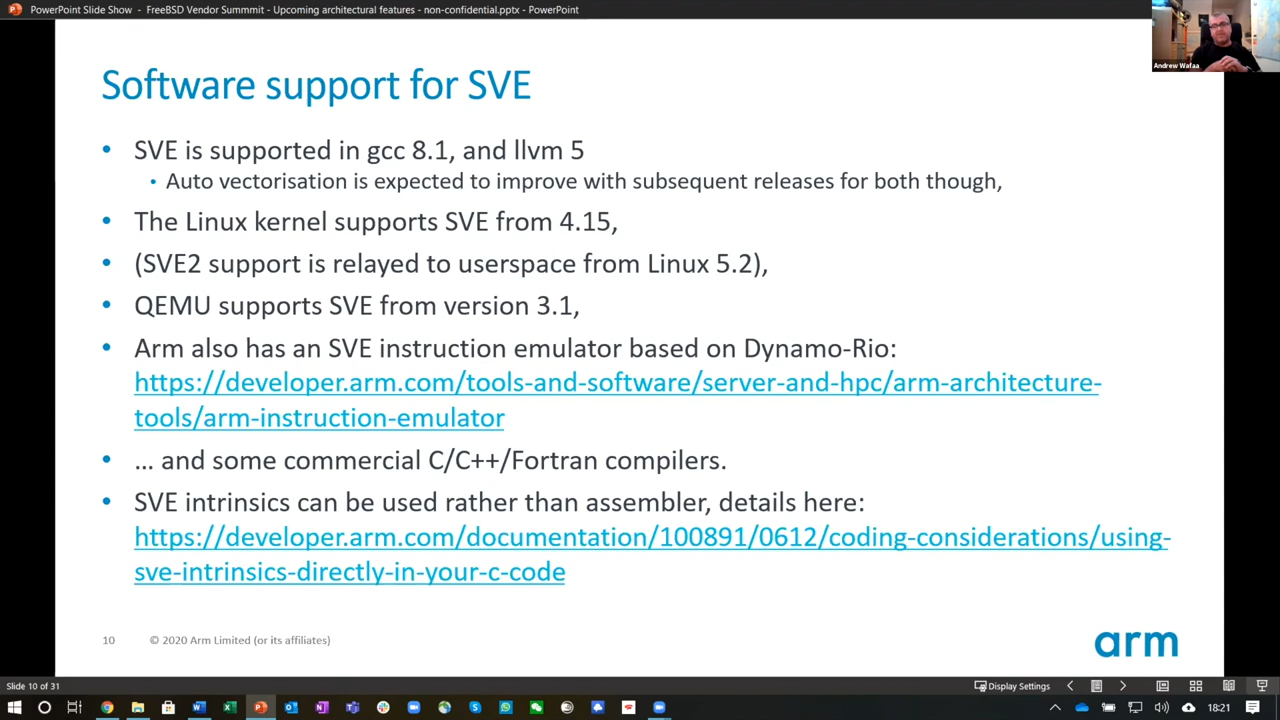 PowerPoint Slide Show - FreeBSD Vendor Summmit - Upcoming architectural features - non-confidential.pptx - PowerPoint
Andrew Wafaa
Software support for SVE
• SVE is supported in gcc 8.1, and llvm 5
• Auto vectorisation is expected to improve with subsequent releases for both though,
• The Linux kernel supports SVE from 4.15,
• (SVE2 support is relayed to userspace from Linux 5.2),
• QEMU supports SVE from version 3.1,
• Arm also has an SVE instruction emulator based on Dynamo-Rio:
https://developer.arm.com/tools-and-software/server-and-hpc/arm-architecture-
tools/arm-instruction-emulator
• … and some commercial C/C++/Fortran compilers.
• SVE intrinsics can be used rather than assembler, details here:
https://developer.arm.com/documentation/100891/0612/coding-considerations/using-
sve-intrinsics-directly-in-your-c-code
10 © 2020 Arm Limited (or its affiliates)
arm
Slide 10 of 31
Display Settings
18:21